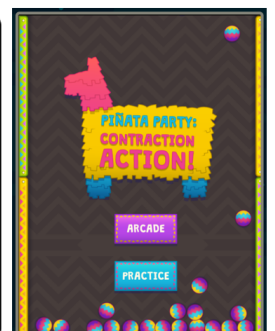 PIÑATA PARTY:
CONTRACTION
ACTION!
ARCADE
PRACTICE